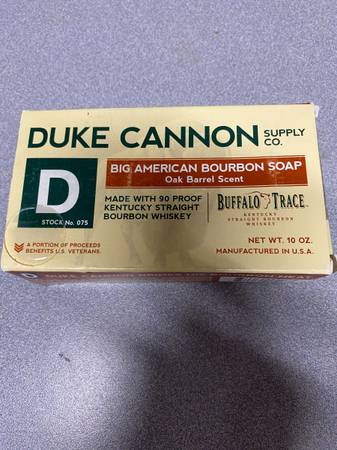 DUKE CANNON SUPPLY CO.
D
STOCK No. 075
BIG AMERICAN BOURBON SOAP
Oak Barrel Scent
MADE WITH 90 PROOF
KENTUCKY STRAIGHT
BOURBON WHISKEY
BUFFALO TRACE
KENTUCKY
STRAIGHT BOURBON
WHISKEY
A PORTION OF PROCEEDS
BENEFITS U.S. VETERANS.
NET WT. 10 OZ.
MANUFACTURED IN U.S.A.